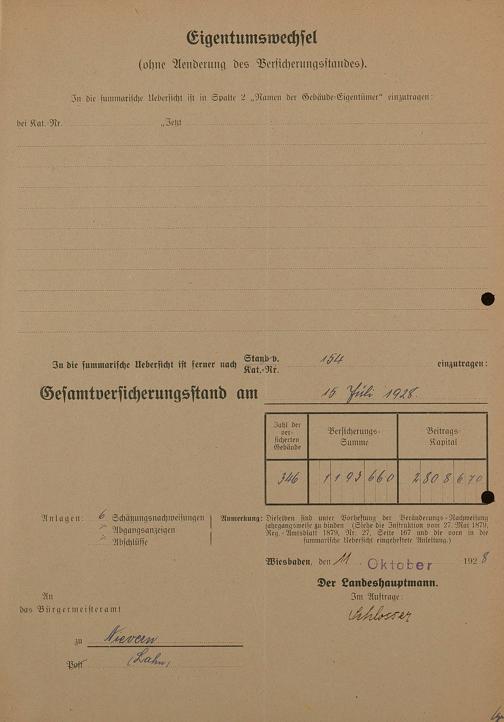 Eigentumswechsel
(ohne Aenderung des Versicherungsstandes).
In die summarische Uebersicht ist in Spalte 2 „Namen der Gebäude-Eigentümer“ einzutragen:
bei Kat.-Nr. „Jetzt
In die summarische Uebersicht ist ferner nach Stand v. Kat.-Nr. 154 einzutragen:
Gesamtversicherungsstand am 15 Juli 1928.
Zahl der versicherten Gebäude Versicherungs-Summe Beitrags-Kapital
346 1193660 2808670
Anlagen: 6 Schätzungsnachweisungen
Abgangsanzeigen
Abschlüsse
Anmerkung: Dieselben sind unter Vorheftung der Veränderungs-Nachweisung
jahrgangsweise zu binden (Siehe die Instruktion vom 27. Mai 1879,
Reg.-Amtsblatt 1879, Nr. 27, Seite 167 und die vorn in die
summarische Uebersicht eingeheftete Anleitung.)
Wiesbaden, den 11 Oktober 1928
Der Landeshauptmann.
Im Auftrage:
Schlosser
An
das Bürgermeisteramt
zu Nievern
Post (Lahn)